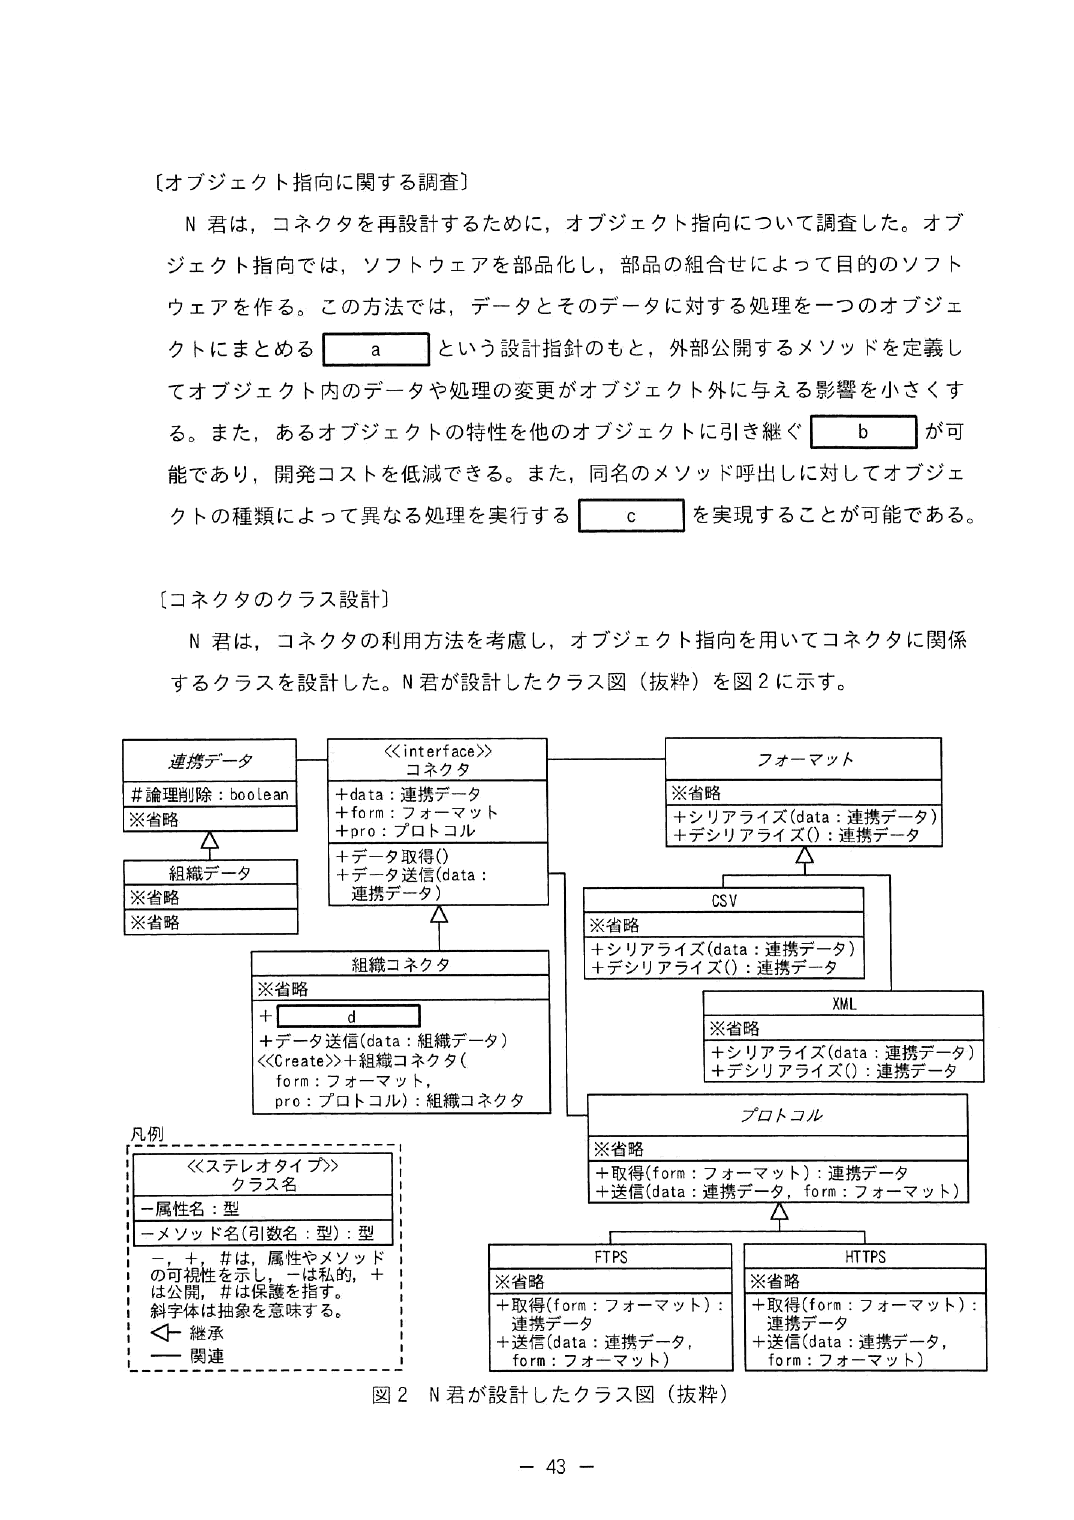 〔オブジェクト指向に関する調査〕
N 君は，コネクタを再設計するために，オブジェクト指向について調査した。オブ
ジェクト指向では，ソフトウェアを部品化し，部品の組合せによって目的のソフト
ウェアを作る。この方法では，データとそのデータに対する処理を一つのオブジェ
クトにまとめる a という設計指針のもと，外部公開するメソッドを定義し
てオブジェクト内のデータや処理の変更がオブジェクト外に与える影響を小さくす
る。また，あるオブジェクトの特性を他のオブジェクトに引き継ぐ b が可
能であり，開発コストを低減できる。また，同名のメソッド呼出しに対してオブジェ
クトの種類によって異なる処理を実行する c を実現することが可能である。
〔コネクタのクラス設計〕
N 君は，コネクタの利用方法を考慮し，オブジェクト指向を用いてコネクタに関係
するクラスを設計した。N 君が設計したクラス図（抜粋）を図 2 に示す。
連携データ
#論理削除：boolean
※省略
組織データ
※省略
※省略
≪interface≫
コネクタ
+data：連携データ
+form：フォーマット
+pro：プロトコル
+データ取得()
+データ送信(data：
連携データ)
フォーマット
※省略
+シリアライズ(data：連携データ)
+デシリアライズ()：連携データ
CSV
※省略
+シリアライズ(data：連携データ)
+デシリアライズ()：連携データ
組織コネクタ
※省略
+ d
+データ送信(data：組織データ)
≪Create≫+組織コネクタ(
form：フォーマット，
pro：プロトコル)：組織コネクタ
XML
※省略
+シリアライズ(data：連携データ)
+デシリアライズ()：連携データ
プロトコル
※省略
+取得(form：フォーマット)：連携データ
+送信(data：連携データ，form：フォーマット)
FTPS
※省略
+取得(form：フォーマット)：
連携データ
+送信(data：連携データ，
form：フォーマット)
HTTPS
※省略
+取得(form：フォーマット)：
連携データ
+送信(data：連携データ，
form：フォーマット)
凡例
≪ステレオタイプ≫
クラス名
－属性名：型
－メソッド名(引数名：型)：型
－，+，#は，属性やメソッド
の可視性を示し，－は私的，+
は公開，#は保護を指す。
斜字体は抽象を意味する。
継承
関連
図 2 N 君が設計したクラス図（抜粋）
－ 43 －